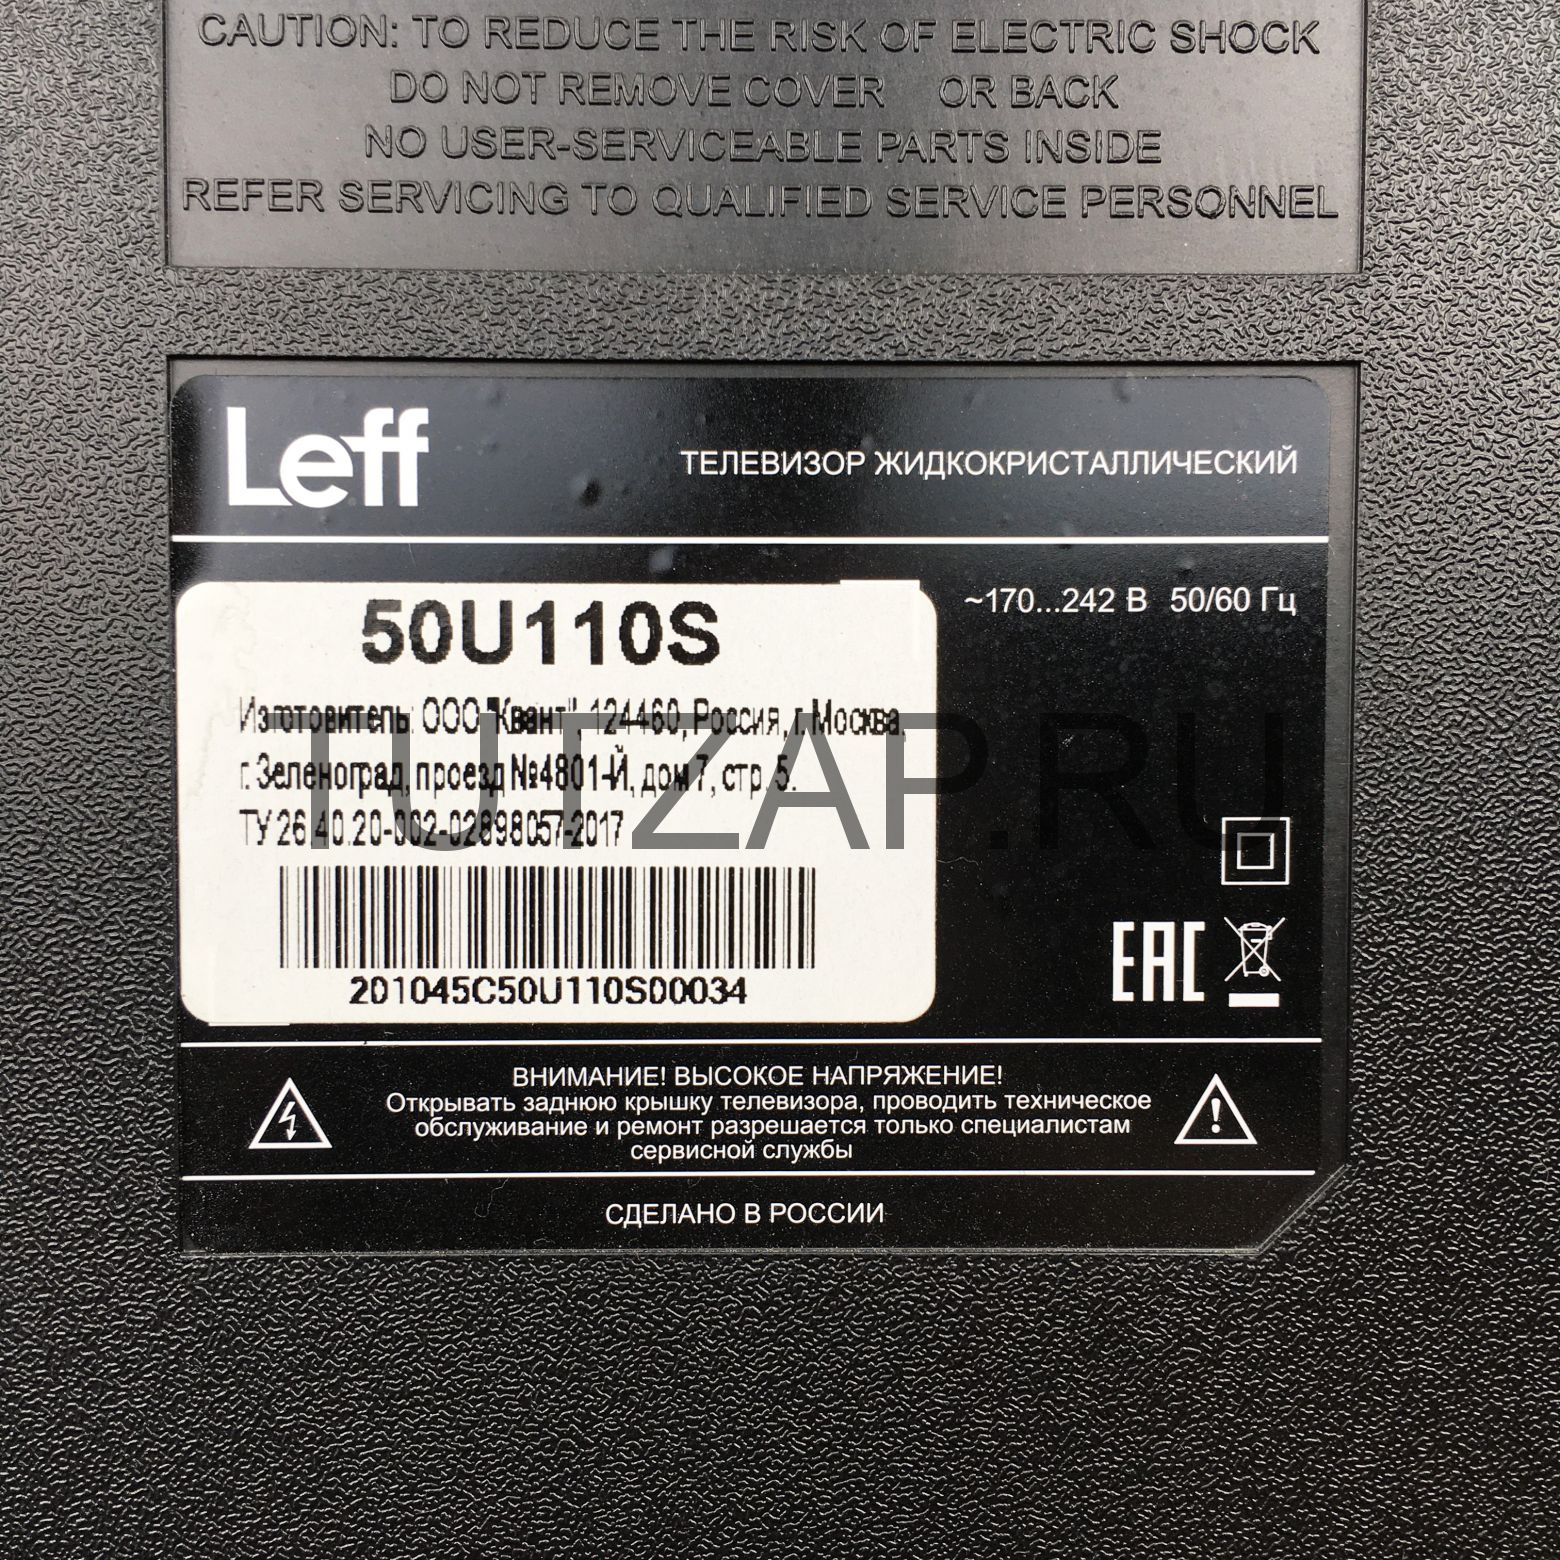 CAUTION: TO REDUCE THE RISK OF ELECTRIC SHOCK
DO NOT REMOVE COVER OR BACK
NO USER-SERVICEABLE PARTS INSIDE
REFER SERVICING TO QUALIFIED SERVICE PERSONNEL
Leff
ТЕЛЕВИЗОР ЖИДКОКРИСТАЛЛИЧЕСКИЙ
50U110S
~170...242 В 50/60 Гц
Изготовитель: ООО "Квант", 124460, Россия, г. Москва,
г. Зеленоград, проезд №4801-Й, дом 7, стр. 5.
ТУ 26.40.20-002-02898057-2017
TUTZAP.RU
201045C50U110S00034
EAC
ВНИМАНИЕ! ВЫСОКОЕ НАПРЯЖЕНИЕ!
Открывать заднюю крышку телевизора, проводить техническое
обслуживание и ремонт разрешается только специалистам
сервисной службы
СДЕЛАНО В РОССИИ